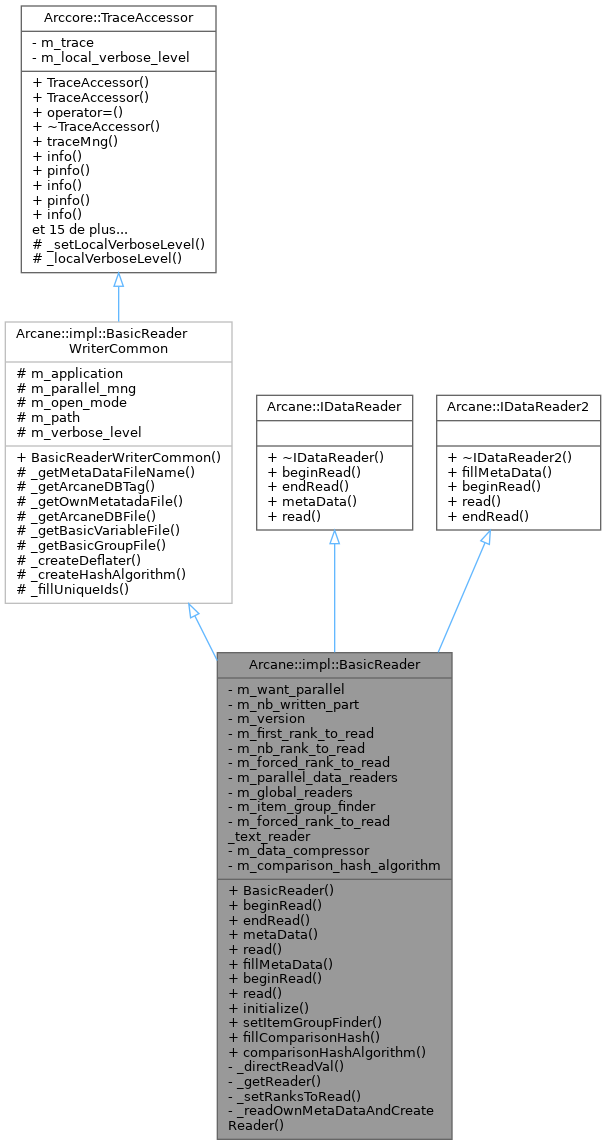 Arccore::TraceAccessor
- m_trace
- m_local_verbose_level
+ TraceAccessor()
+ TraceAccessor()
+ operator=()
+ ~TraceAccessor()
+ traceMng()
+ info()
+ pinfo()
+ info()
+ pinfo()
+ info()
et 15 de plus...
# _setLocalVerboseLevel()
# _localVerboseLevel()
Arcane::impl::BasicReader
WriterCommon
# m_application
# m_parallel_mng
# m_open_mode
# m_path
# m_verbose_level
+ BasicReaderWriterCommon()
# _getMetaDataFileName()
# _getArcaneDBTag()
# _getOwnMetatadaFile()
# _getArcaneDBFile()
# _getBasicVariableFile()
# _getBasicGroupFile()
# _createDeflater()
# _createHashAlgorithm()
# _fillUniqueIds()
Arcane::IDataReader
+ ~IDataReader()
+ beginRead()
+ endRead()
+ metaData()
+ read()
Arcane::IDataReader2
+ ~IDataReader2()
+ fillMetaData()
+ beginRead()
+ read()
+ endRead()
Arcane::impl::BasicReader
- m_want_parallel
- m_nb_written_part
- m_version
- m_first_rank_to_read
- m_nb_rank_to_read
- m_forced_rank_to_read
- m_parallel_data_readers
- m_global_readers
- m_item_group_finder
- m_forced_rank_to_read
_text_reader
- m_data_compressor
- m_comparison_hash_algorithm
+ BasicReader()
+ beginRead()
+ endRead()
+ metaData()
+ read()
+ fillMetaData()
+ beginRead()
+ read()
+ initialize()
+ setItemGroupFinder()
+ fillComparisonHash()
+ comparisonHashAlgorithm()
- _directReadVal()
- _getReader()
- _setRanksToRead()
- _readOwnMetaDataAndCreate
Reader()